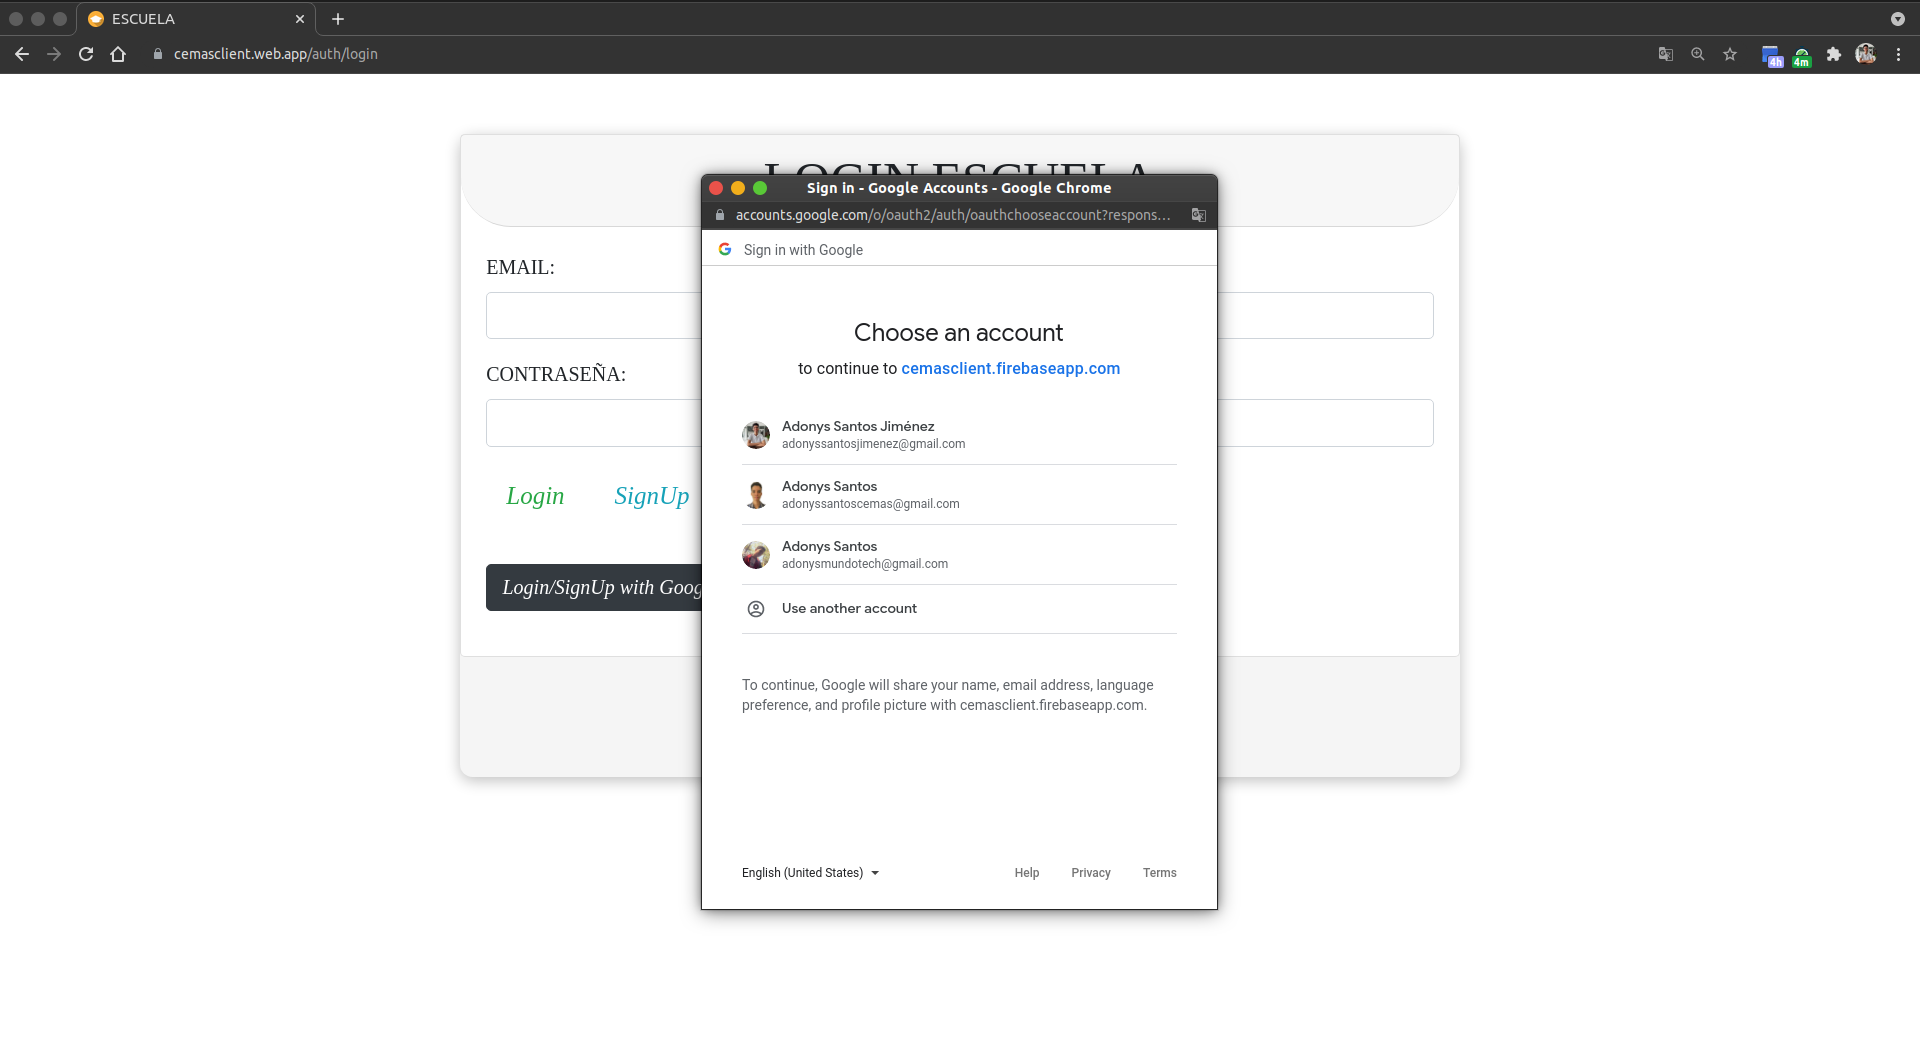 ESCUELA
cemasclient.web.app/auth/login
4h
4m
LOGIN ESCUELA
Sign in - Google Accounts - Google Chrome
accounts.google.com/o/oauth2/auth/oauthchooseaccount?respons...
Sign in with Google
Choose an account
to continue to cemasclient.firebaseapp.com
Adonys Santos Jiménez
adonyssantosjimenez@gmail.com
Adonys Santos
adonyssantoscemas@gmail.com
Adonys Santos
adonysmundotech@gmail.com
Use another account
To continue, Google will share your name, email address, language
preference, and profile picture with cemasclient.firebaseapp.com.
English (United States)
Help
Privacy
Terms
EMAIL:
CONTRASEÑA:
Login
SignUp
Login/SignUp with Goog